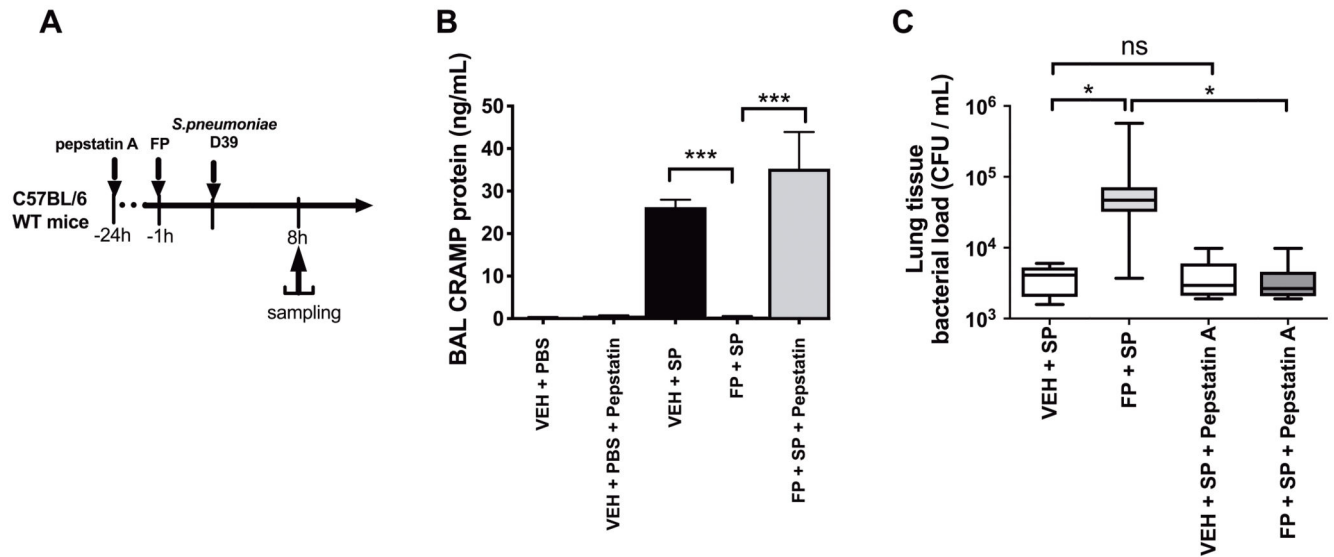 A
pepstatin A
FP
S.pneumoniae
D39
C57BL/6
WT mice
-24h
-1h
8h
sampling
B
BAL CRAMP protein (ng/mL)
50
40
30
20
10
0
***
***
VEH + PBS
VEH + PBS + Pepstatin
VEH + SP
FP + SP
FP + SP + Pepstatin
C
Lung tissue
bacterial load (CFU / mL)
10⁶
10⁵
10⁴
10³
ns
*
*
VEH + SP
FP + SP
VEH + SP + Pepstatin A
FP + SP + Pepstatin A